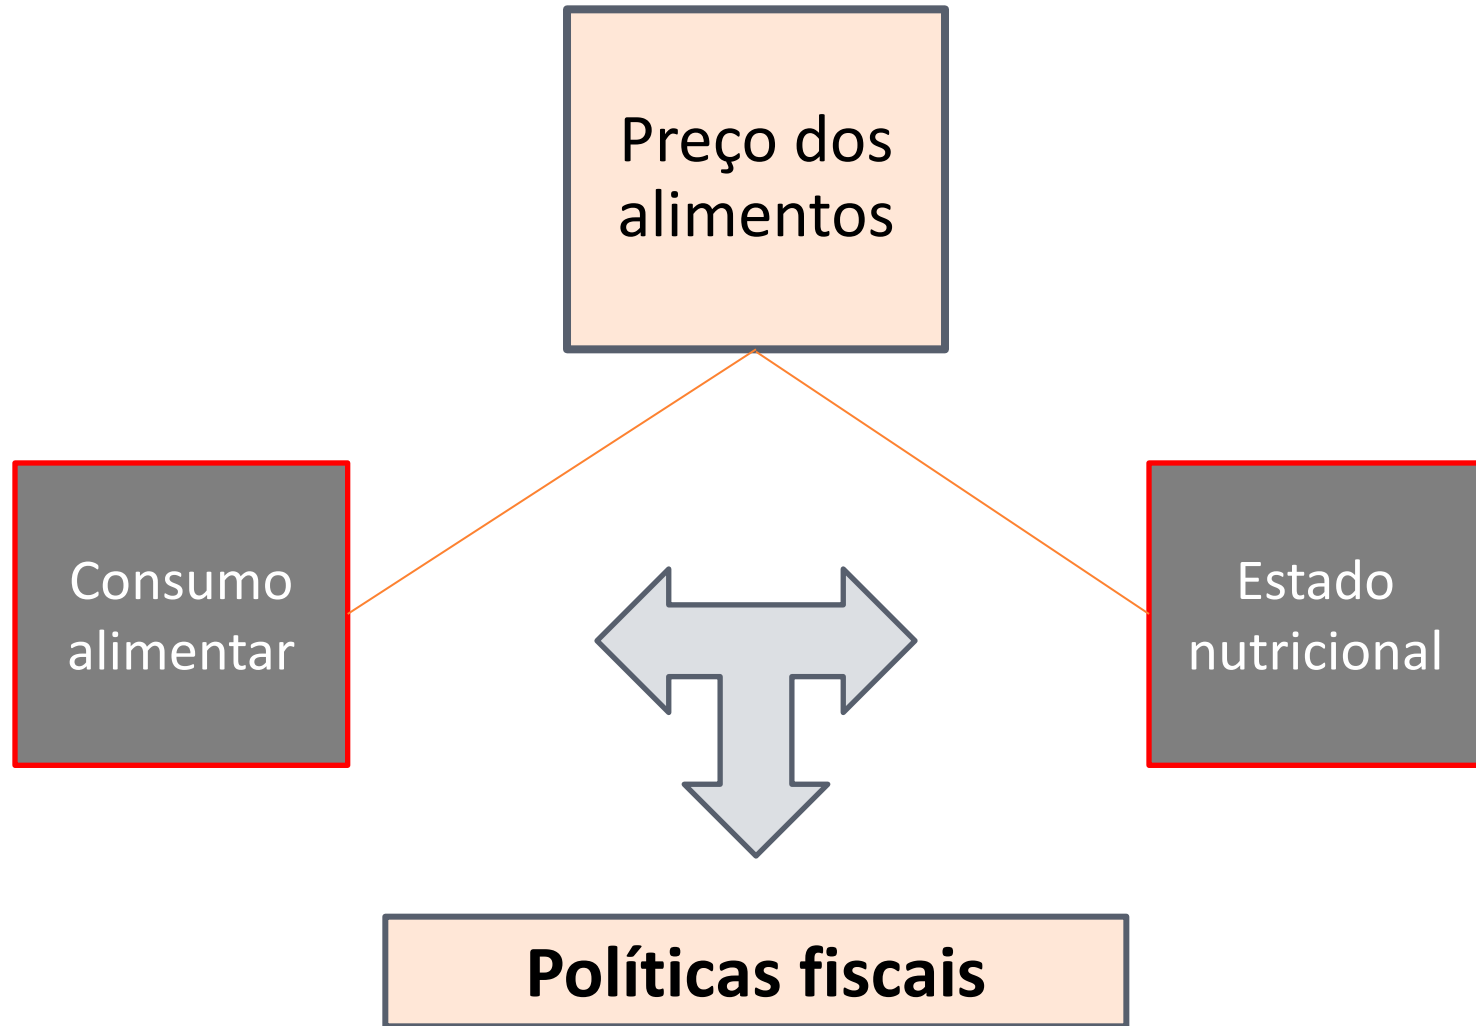 Preço dos
alimentos
Consumo
alimentar
Estado
nutricional
Políticas fiscais